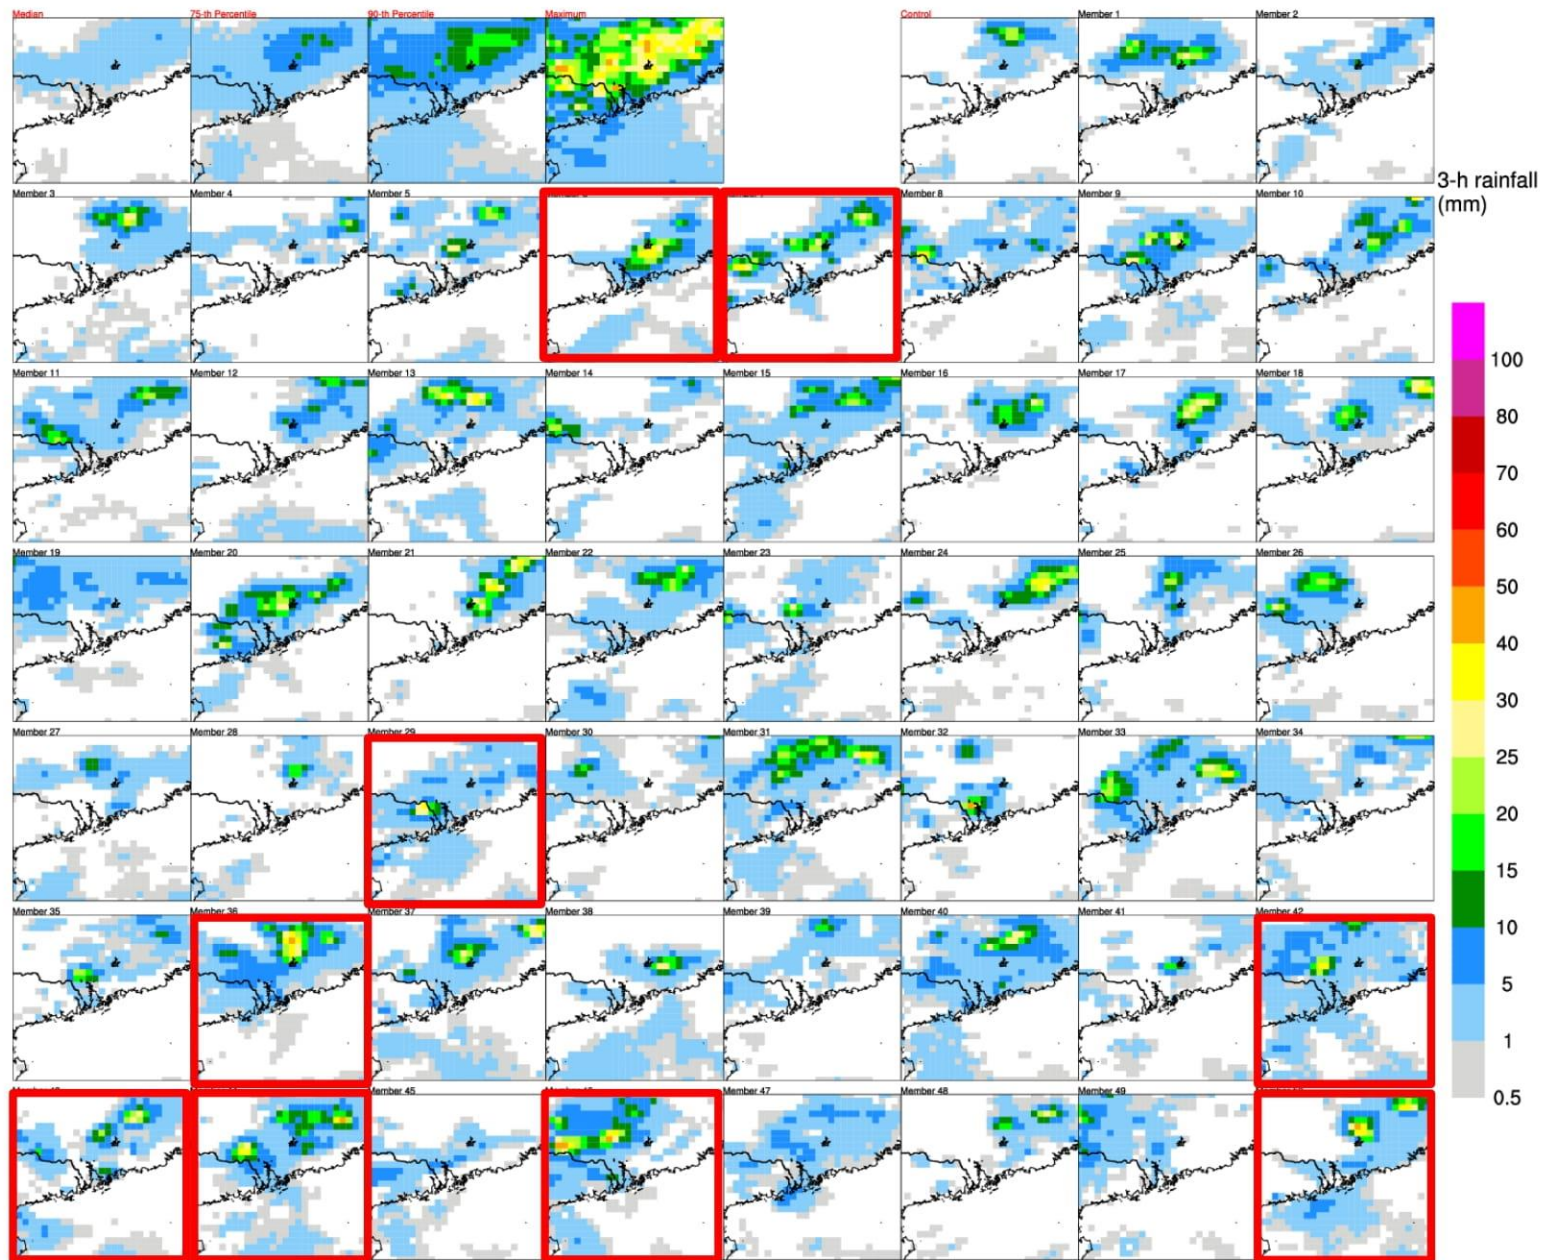 Median 75-th Percentile 90-th Percentile Maximum Control Member 1 Member 2
3-h rainfall
(mm)
Member 3 Member 4 Member 5 Member 8 Member 9 Member 10
Member 11 Member 12 Member 13 Member 14 Member 15 Member 16 Member 17 Member 18
Member 19 Member 20 Member 21 Member 22 Member 23 Member 24 Member 25 Member 26
Member 27 Member 28 Member 29 Member 30 Member 31 Member 32 Member 33 Member 34
Member 35 Member 36 Member 37 Member 38 Member 39 Member 40 Member 41 Member 42
Member 45 Member 47 Member 48 Member 49
100
80
70
60
50
40
30
25
20
15
10
5
1
0.5